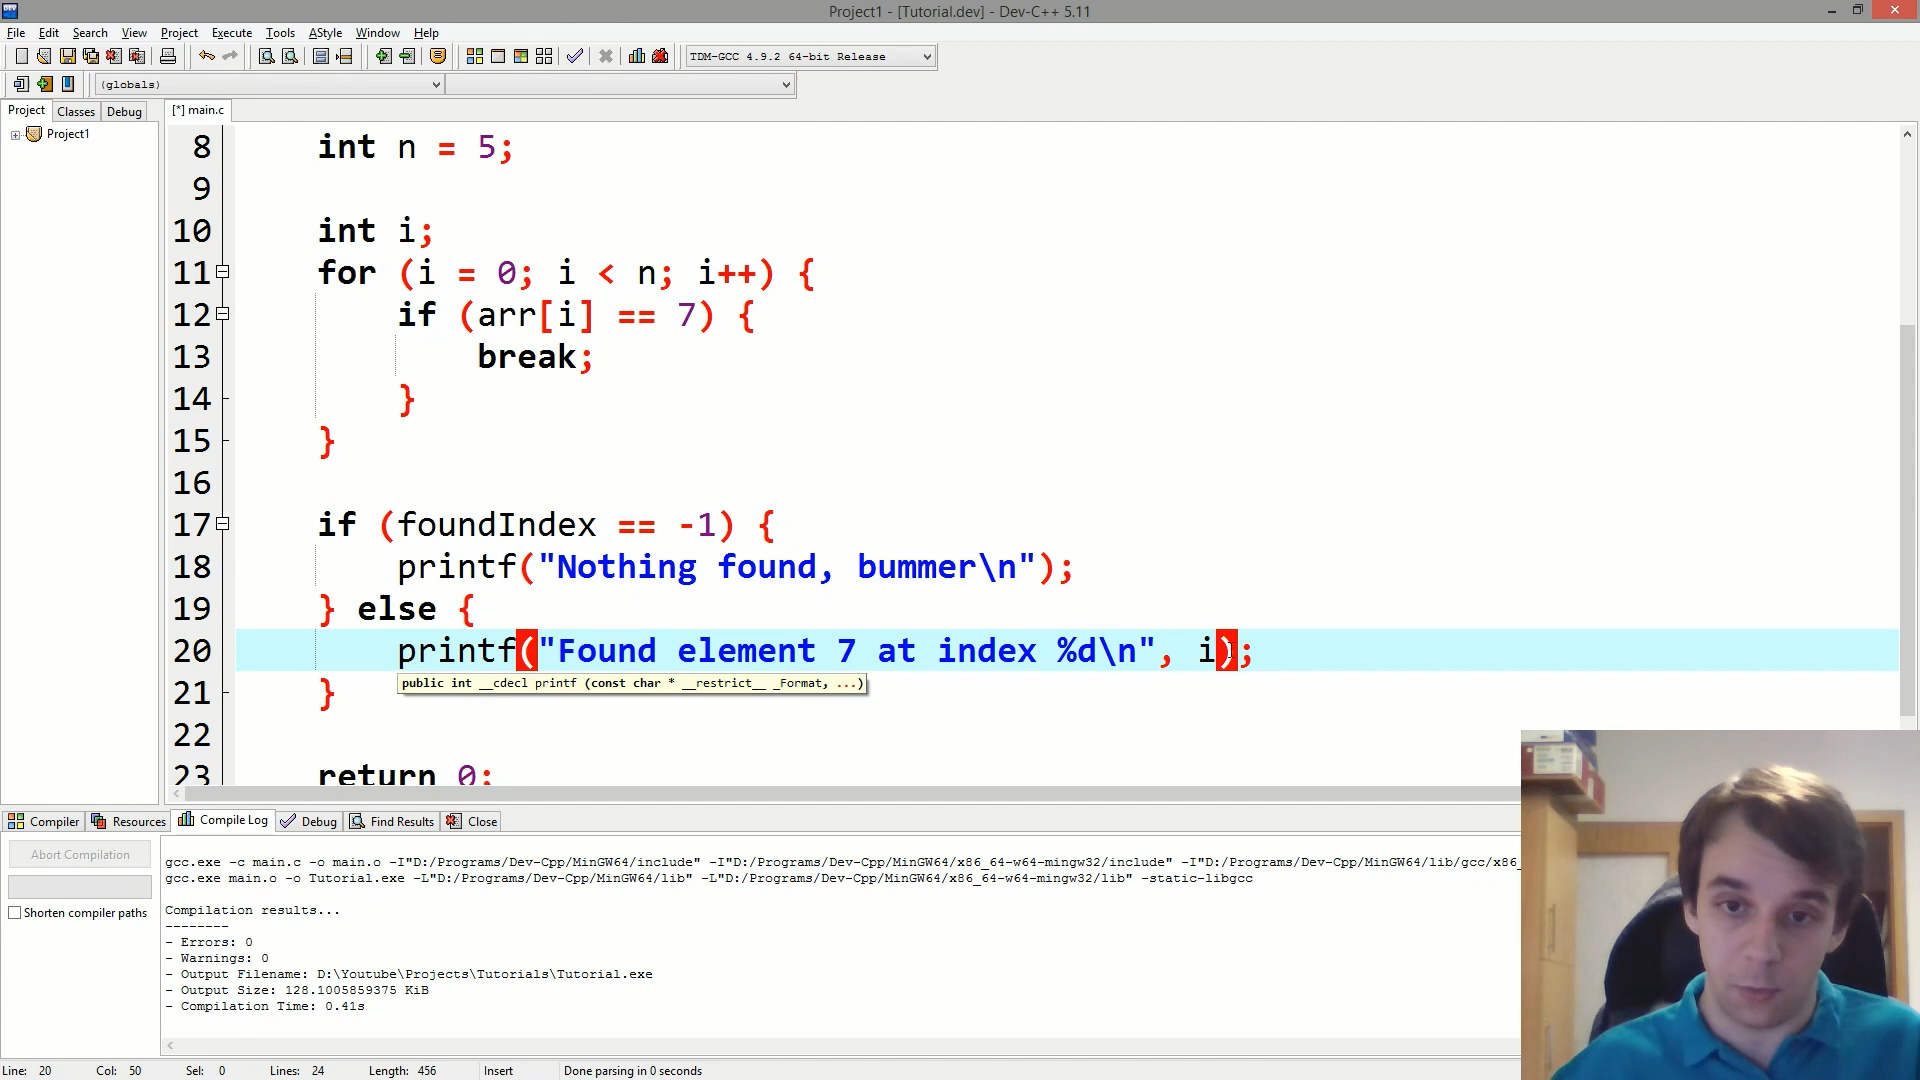 Project1 - [Tutorial.dev] - Dev-C++ 5.11
File Edit Search View Project Execute Tools AStyle Window Help
TDM-GCC 4.9.2 64-bit Release
(globals)
Project Classes Debug [*] main.c
Project1
8 int n = 5;
9
10 int i;
11 for (i = 0; i < n; i++) {
12 if (arr[i] == 7) {
13 break;
14 }
15 }
16
17 if (foundIndex == -1) {
18 printf("Nothing found, bummer\n");
19 } else {
20 printf("Found element 7 at index %d\n", i);
public int __cdecl printf (const char * __restrict__ _Format, ...)
21 }
22
23 return 0;
Compiler Resources Compile Log Debug Find Results Close
Abort Compilation
Shorten compiler paths
gcc.exe -c main.c -o main.o -I"D:/Programs/Dev-Cpp/MinGW64/include" -I"D:/Programs/Dev-Cpp/MinGW64/x86_64-w64-mingw32/include" -I"D:/Programs/Dev-Cpp/MinGW64/lib/gcc/x86_
gcc.exe main.o -o Tutorial.exe -L"D:/Programs/Dev-Cpp/MinGW64/lib" -L"D:/Programs/Dev-Cpp/MinGW64/x86_64-w64-mingw32/lib" -static-libgcc
Compilation results...
--------
- Errors: 0
- Warnings: 0
- Output Filename: D:\Youtube\Projects\Tutorials\Tutorial.exe
- Output Size: 128.1005859375 KiB
- Compilation Time: 0.41s
Line: 20 Col: 50 Sel: 0 Lines: 24 Length: 456 Insert Done parsing in 0 seconds